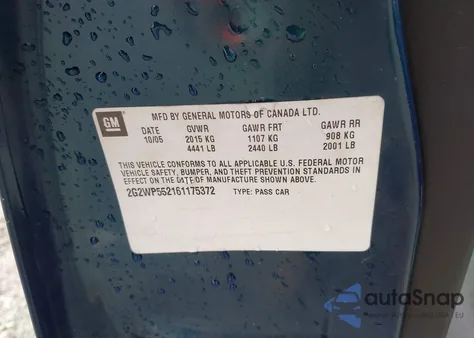 GM
MFD BY GENERAL MOTORS OF CANADA LTD.
DATE GVWR GAWR FRT GAWR RR
10/05 2015 KG 1107 KG 908 KG
4441 LB 2440 LB 2001 LB
THIS VEHICLE CONFORMS TO ALL APPLICABLE U.S. FEDERAL MOTOR
VEHICLE SAFETY, BUMPER, AND THEFT PREVENTION STANDARDS
IN EFFECT ON THE DATE OF MANUFACTURE SHOWN ABOVE.
2G2WP552161175372 TYPE: PASS CAR
autoSnap